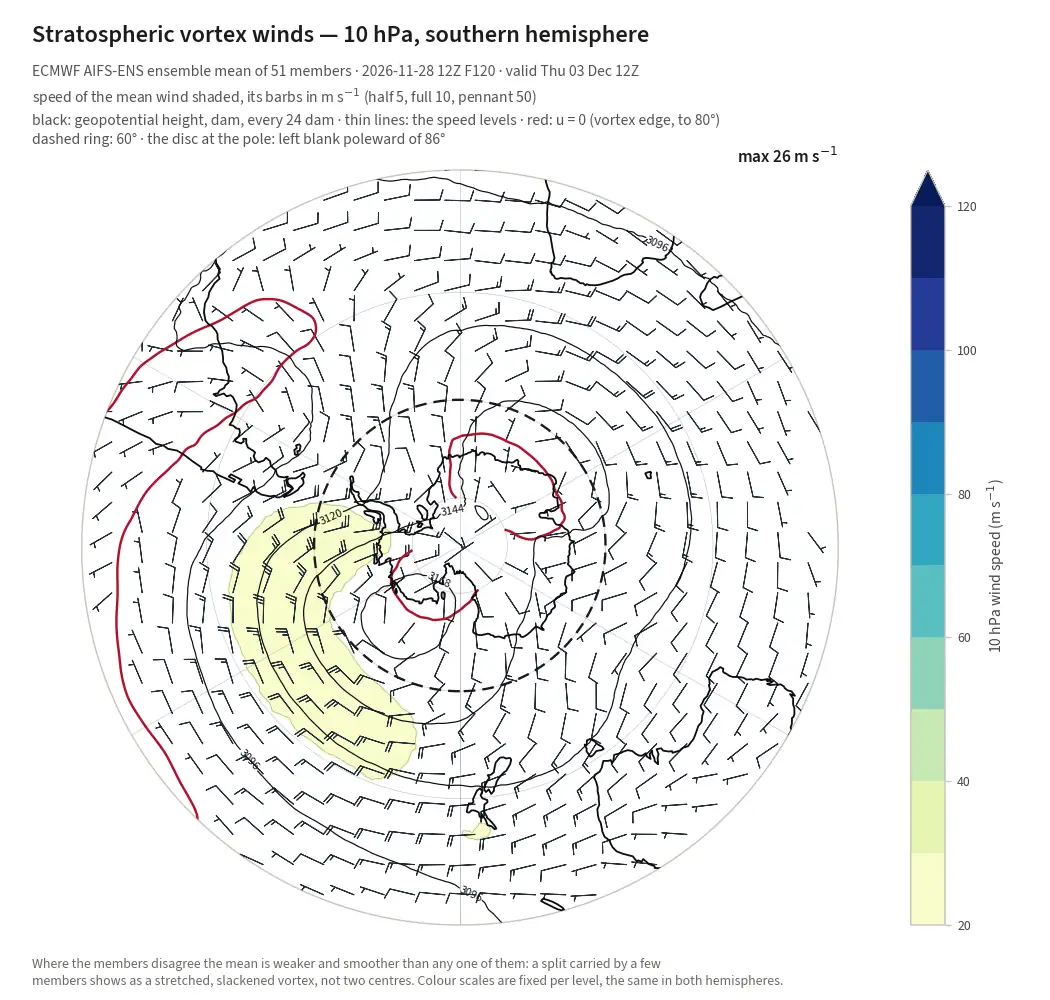 Stratospheric vortex winds — 10 hPa, southern hemisphere
ECMWF AIFS-ENS ensemble mean of 51 members · 2026-11-28 12Z F120 · valid Thu 03 Dec 12Z
speed of the mean wind shaded, its barbs in m s⁻¹ (half 5, full 10, pennant 50)
black: geopotential height, dam, every 24 dam · thin lines: the speed levels · red: u = 0 (vortex edge, to 80°)
dashed ring: 60° · the disc at the pole: left blank poleward of 86°
max 26 m s⁻¹
3096
3120
3144
3096
3096
120
100
80
60
40
20
10 hPa wind speed (m s⁻¹)
Where the members disagree the mean is weaker and smoother than any one of them: a split carried by a few
members shows as a stretched, slackened vortex, not two centres. Colour scales are fixed per level, the same in both hemispheres.